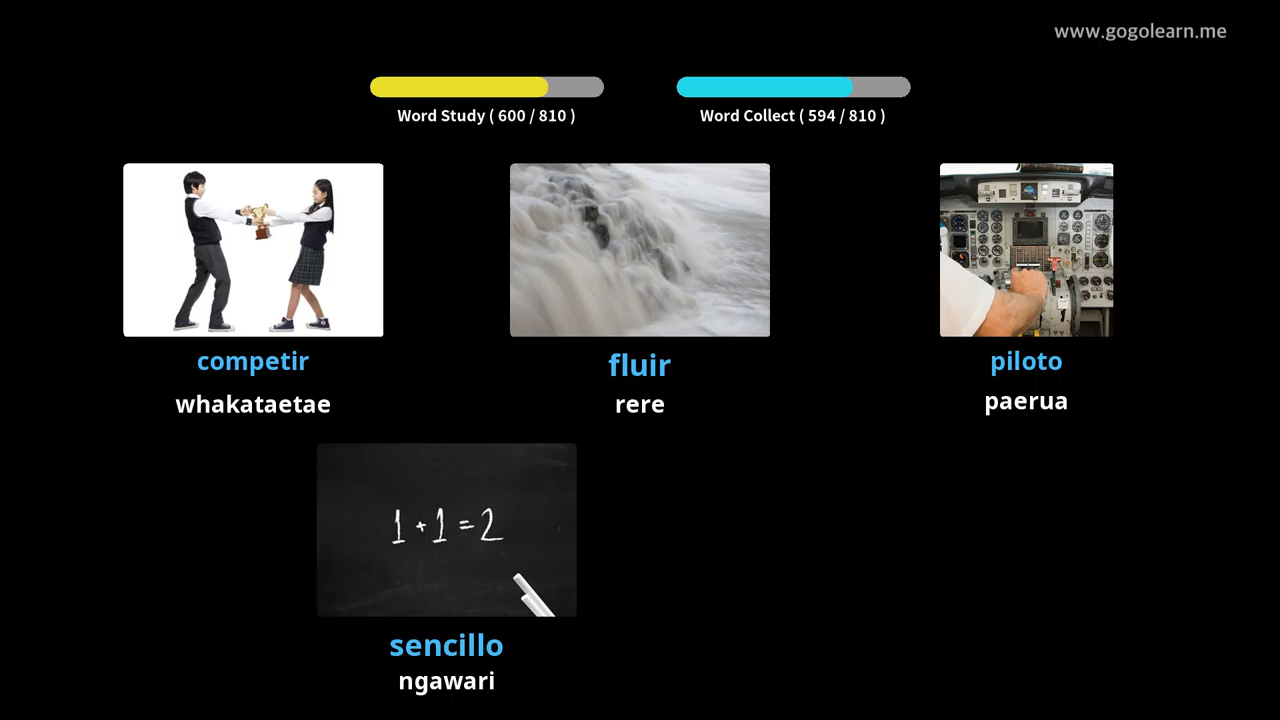 www.gogolearn.me
Word Study ( 600 / 810 )
Word Collect ( 594 / 810 )
competir
fluir
piloto
whakataetae
rere
paerua
1 + 1 = 2
sencillo
ngawari